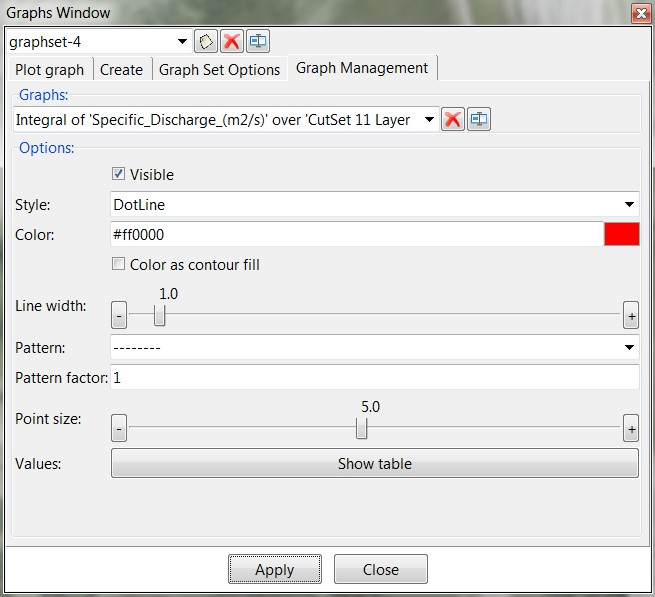 Graphs Window
graphset-4
Plot graph Create Graph Set Options Graph Management
Graphs:
Integral of 'Specific_Discharge_(m2/s)' over 'CutSet 11 Layer
Options:
Visible
Style: DotLine
Color: #ff0000
Color as contour fill
1.0
Line width: - +
Pattern: --------
Pattern factor: 1
5.0
Point size: - +
Values: Show table
Apply Close